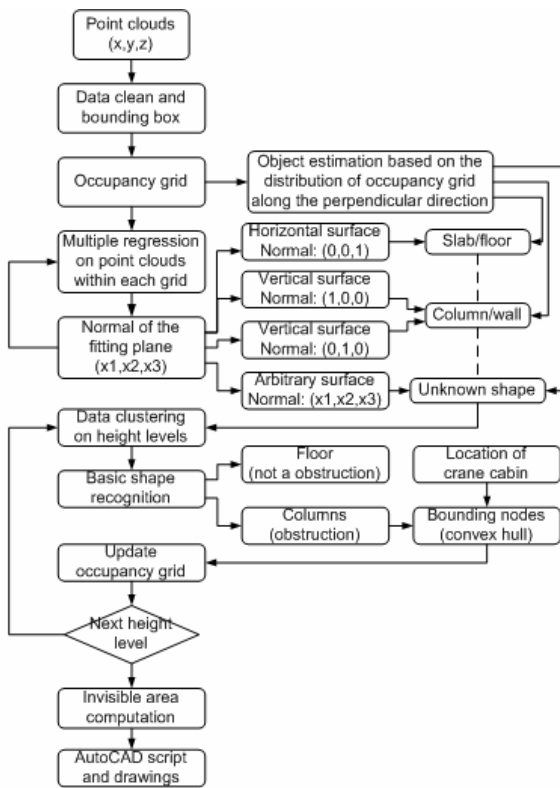 Point clouds
(x,y,z)
Data clean and
bounding box
Occupancy grid
Object estimation based on the
distribution of occupancy grid
along the perpendicular direction
Multiple regression
on point clouds
within each grid
Horizontal surface
Normal: (0,0,1)
Slab/floor
Vertical surface
Normal: (1,0,0)
Column/wall
Normal of the
fitting plane
(x1,x2,x3)
Vertical surface
Normal: (0,1,0)
Arbitrary surface
Normal: (x1,x2,x3)
Unknown shape
Data clustering
on height levels
Basic shape
recognition
Floor
(not a obstruction)
Location of
crane cabin
Columns
(obstruction)
Bounding nodes
(convex hull)
Update
occupancy grid
Next height
level
Invisible area
computation
AutoCAD script
and drawings